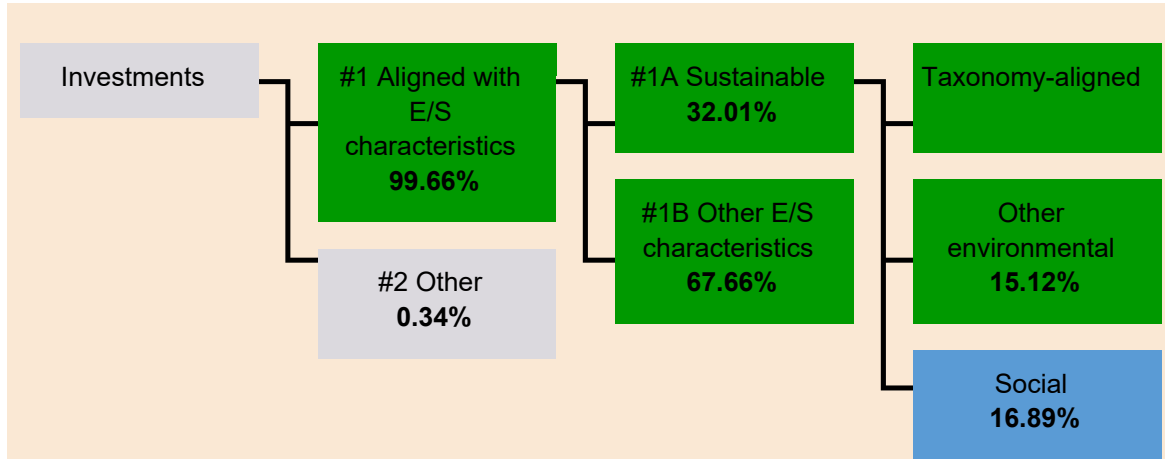 Investments
#1 Aligned with
E/S
characteristics
99.66%
#2 Other
0.34%
#1A Sustainable
32.01%
#1B Other E/S
characteristics
67.66%
Taxonomy-aligned
Other
environmental
15.12%
Social
16.89%